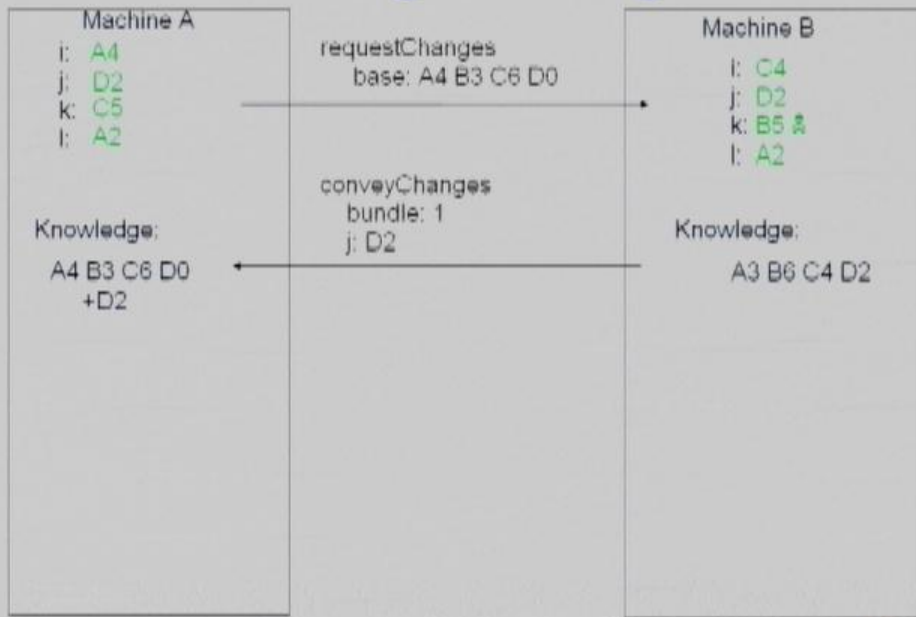 Machine A
i: A4
j: D2
k: C5
l: A2
Knowledge:
A4 B3 C6 D0
+D2
requestChanges
base: A4 B3 C6 D0
conveyChanges
bundle: 1
j: D2
Machine B
i: C4
j: D2
k: B5
l: A2
Knowledge:
A3 B6 C4 D2